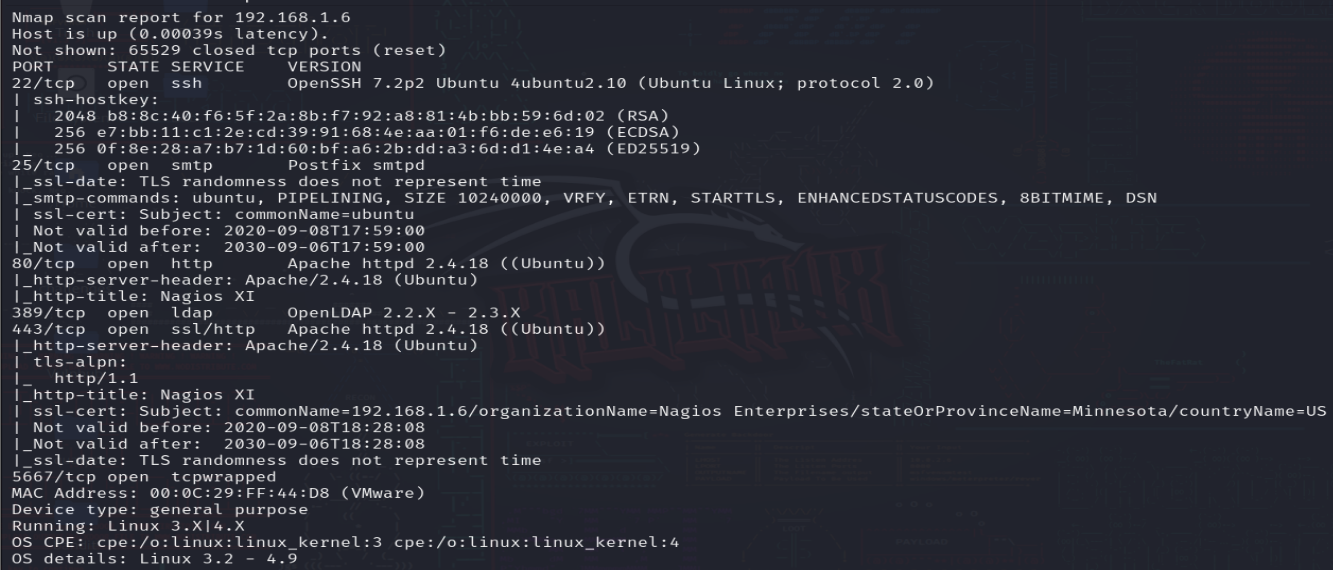 Nmap scan report for 192.168.1.6
Host is up (0.00039s latency).
Not shown: 65529 closed tcp ports (reset)
PORT     STATE SERVICE    VERSION
22/tcp   open  ssh        OpenSSH 7.2p2 Ubuntu 4ubuntu2.10 (Ubuntu Linux; protocol 2.0)
| ssh-hostkey:
|   2048 b8:8c:40:f6:5f:2a:8b:f7:92:a8:81:4b:bb:59:6d:02 (RSA)
|   256 e7:bb:11:c1:2e:cd:39:91:68:4e:aa:01:f6:de:e6:19 (ECDSA)
|_  256 0f:8e:28:a7:b7:1d:60:bf:a6:2b:dd:a3:6d:d1:4e:a4 (ED25519)
25/tcp   open  smtp       Postfix smtpd
|_ssl-date: TLS randomness does not represent time
|_smtp-commands: ubuntu, PIPELINING, SIZE 10240000, VRFY, ETRN, STARTTLS, ENHANCEDSTATUSCODES, 8BITMIME, DSN
| ssl-cert: Subject: commonName=ubuntu
| Not valid before: 2020-09-08T17:59:00
|_Not valid after:  2030-09-06T17:59:00
80/tcp   open  http       Apache httpd 2.4.18 ((Ubuntu))
|_http-server-header: Apache/2.4.18 (Ubuntu)
|_http-title: Nagios XI
389/tcp  open  ldap       OpenLDAP 2.2.X - 2.3.X
443/tcp  open  ssl/http   Apache httpd 2.4.18 ((Ubuntu))
|_http-server-header: Apache/2.4.18 (Ubuntu)
| tls-alpn:
|_  http/1.1
|_http-title: Nagios XI
| ssl-cert: Subject: commonName=192.168.1.6/organizationName=Nagios Enterprises/stateOrProvinceName=Minnesota/countryName=US
| Not valid before: 2020-09-08T18:28:08
|_Not valid after:  2030-09-06T18:28:08
|_ssl-date: TLS randomness does not represent time
5667/tcp open  tcpwrapped
MAC Address: 00:0C:29:FF:44:D8 (VMware)
Device type: general purpose
Running: Linux 3.X|4.X
OS CPE: cpe:/o:linux:linux_kernel:3 cpe:/o:linux:linux_kernel:4
OS details: Linux 3.2 - 4.9
KALI LINUX